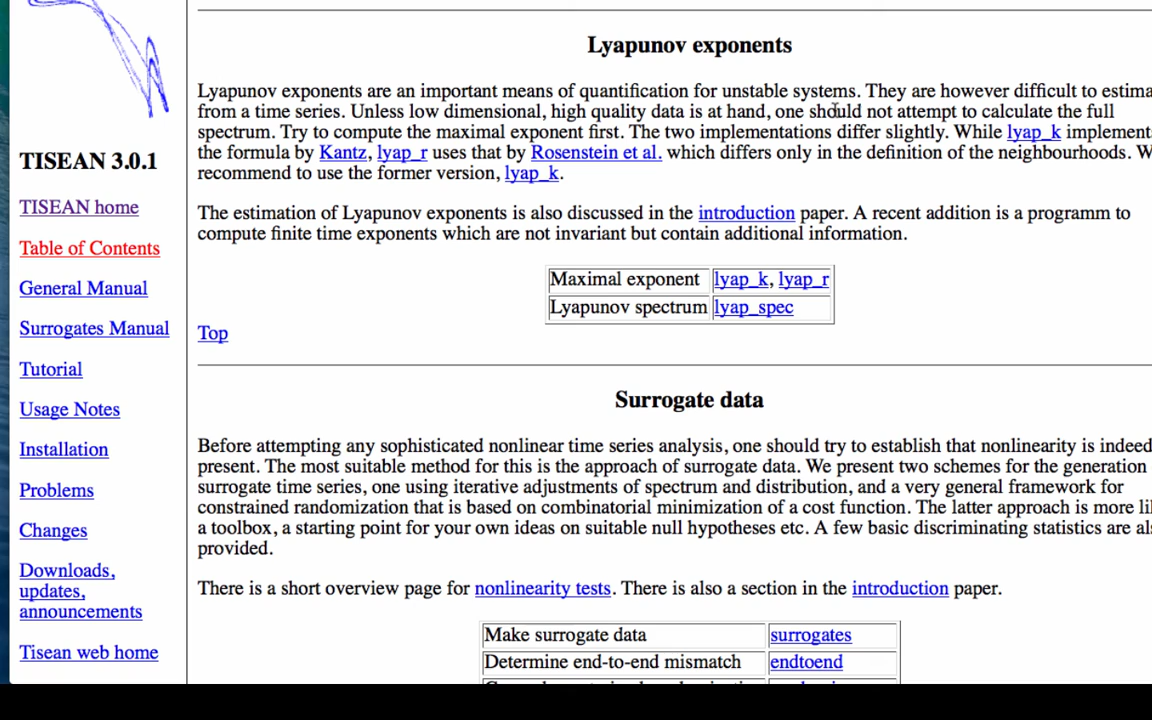 TISEAN 3.0.1
TISEAN home
Table of Contents
General Manual
Surrogates Manual
Tutorial
Usage Notes
Installation
Problems
Changes
Downloads,
updates,
announcements
Tisean web home
Lyapunov exponents
Lyapunov exponents are an important means of quantification for unstable systems. They are however difficult to estima
from a time series. Unless low dimensional, high quality data is at hand, one should not attempt to calculate the full
spectrum. Try to compute the maximal exponent first. The two implementations differ slightly. While lyap_k implement
the formula by Kantz, lyap_r uses that by Rosenstein et al. which differs only in the definition of the neighbourhoods. W
recommend to use the former version, lyap_k.
The estimation of Lyapunov exponents is also discussed in the introduction paper. A recent addition is a programm to
compute finite time exponents which are not invariant but contain additional information.
Maximal exponent lyap_k, lyap_r
Lyapunov spectrum lyap_spec
Top
Surrogate data
Before attempting any sophisticated nonlinear time series analysis, one should try to establish that nonlinearity is indeed
present. The most suitable method for this is the approach of surrogate data. We present two schemes for the generation
surrogate time series, one using iterative adjustments of spectrum and distribution, and a very general framework for
constrained randomization that is based on combinatorial minimization of a cost function. The latter approach is more li
a toolbox, a starting point for your own ideas on suitable null hypotheses etc. A few basic discriminating statistics are als
provided.
There is a short overview page for nonlinearity tests. There is also a section in the introduction paper.
Make surrogate data surrogates
Determine end-to-end mismatch endtoend